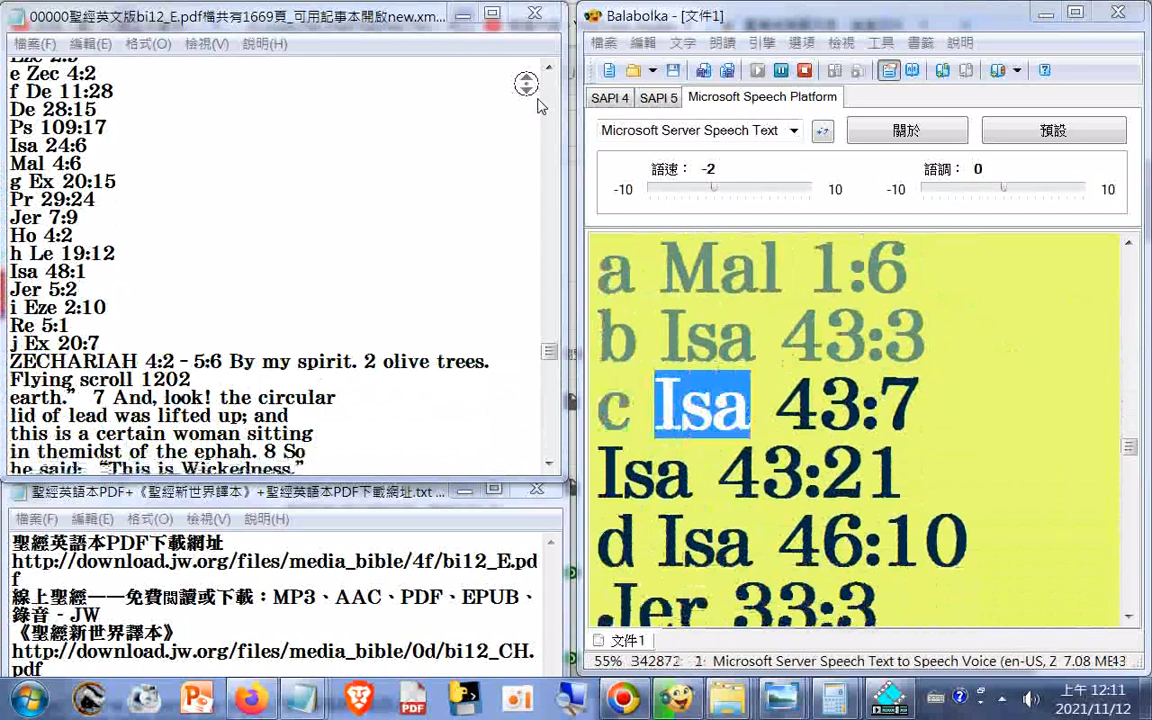 00000聖經英文版bi12_E.pdf檔共有1669頁_可用記事本開啟new.xm...
檔案(F) 編輯(E) 格式(O) 檢視(V) 說明(H)
e Zec 4:2
f De 11:28
De 28:15
Ps 109:17
Isa 24:6
Mal 4:6
g Ex 20:15
Pr 29:24
Jer 7:9
Ho 4:2
h Le 19:12
Isa 48:1
Jer 5:2
i Eze 2:10
Re 5:1
j Ex 20:7
ZECHARIAH 4:2–5:6 By my spirit. 2 olive trees.
Flying scroll 1202
earth.” 7 And, look! the circular
lid of lead was lifted up; and
this is a certain woman sitting
in themidst of the ephah. 8 So
he said: “This is Wickedness.”
聖經英語本PDF+《聖經新世界譯本》+聖經英語本PDF下載網址.txt ...
檔案(F) 編輯(E) 格式(O) 檢視(V) 說明(H)
聖經英語本PDF下載網址
http://download.jw.org/files/media_bible/4f/bi12_E.pd
f
線上聖經——免費閱讀或下載：MP3、AAC、PDF、EPUB、
錄音 - JW
《聖經新世界譯本》
http://download.jw.org/files/media_bible/0d/bi12_CH.
pdf
Balabolka - [文件1]
檔案 編輯 文字 朗讀 引擎 選項 檢視 工具 書籤 說明
SAPI 4 SAPI 5 Microsoft Speech Platform
Microsoft Server Speech Text 關於 預設
語速： -2 語調： 0
-10 10 -10 10
a Mal 1:6
b Isa 43:3
c Isa 43:7
Isa 43:21
d Isa 46:10
Jer 33:3
文件1
55% 342872 1: Microsoft Server Speech Text to Speech Voice (en-US, 2 7.08 ME43
PDF
上午 12:11
2021/11/12